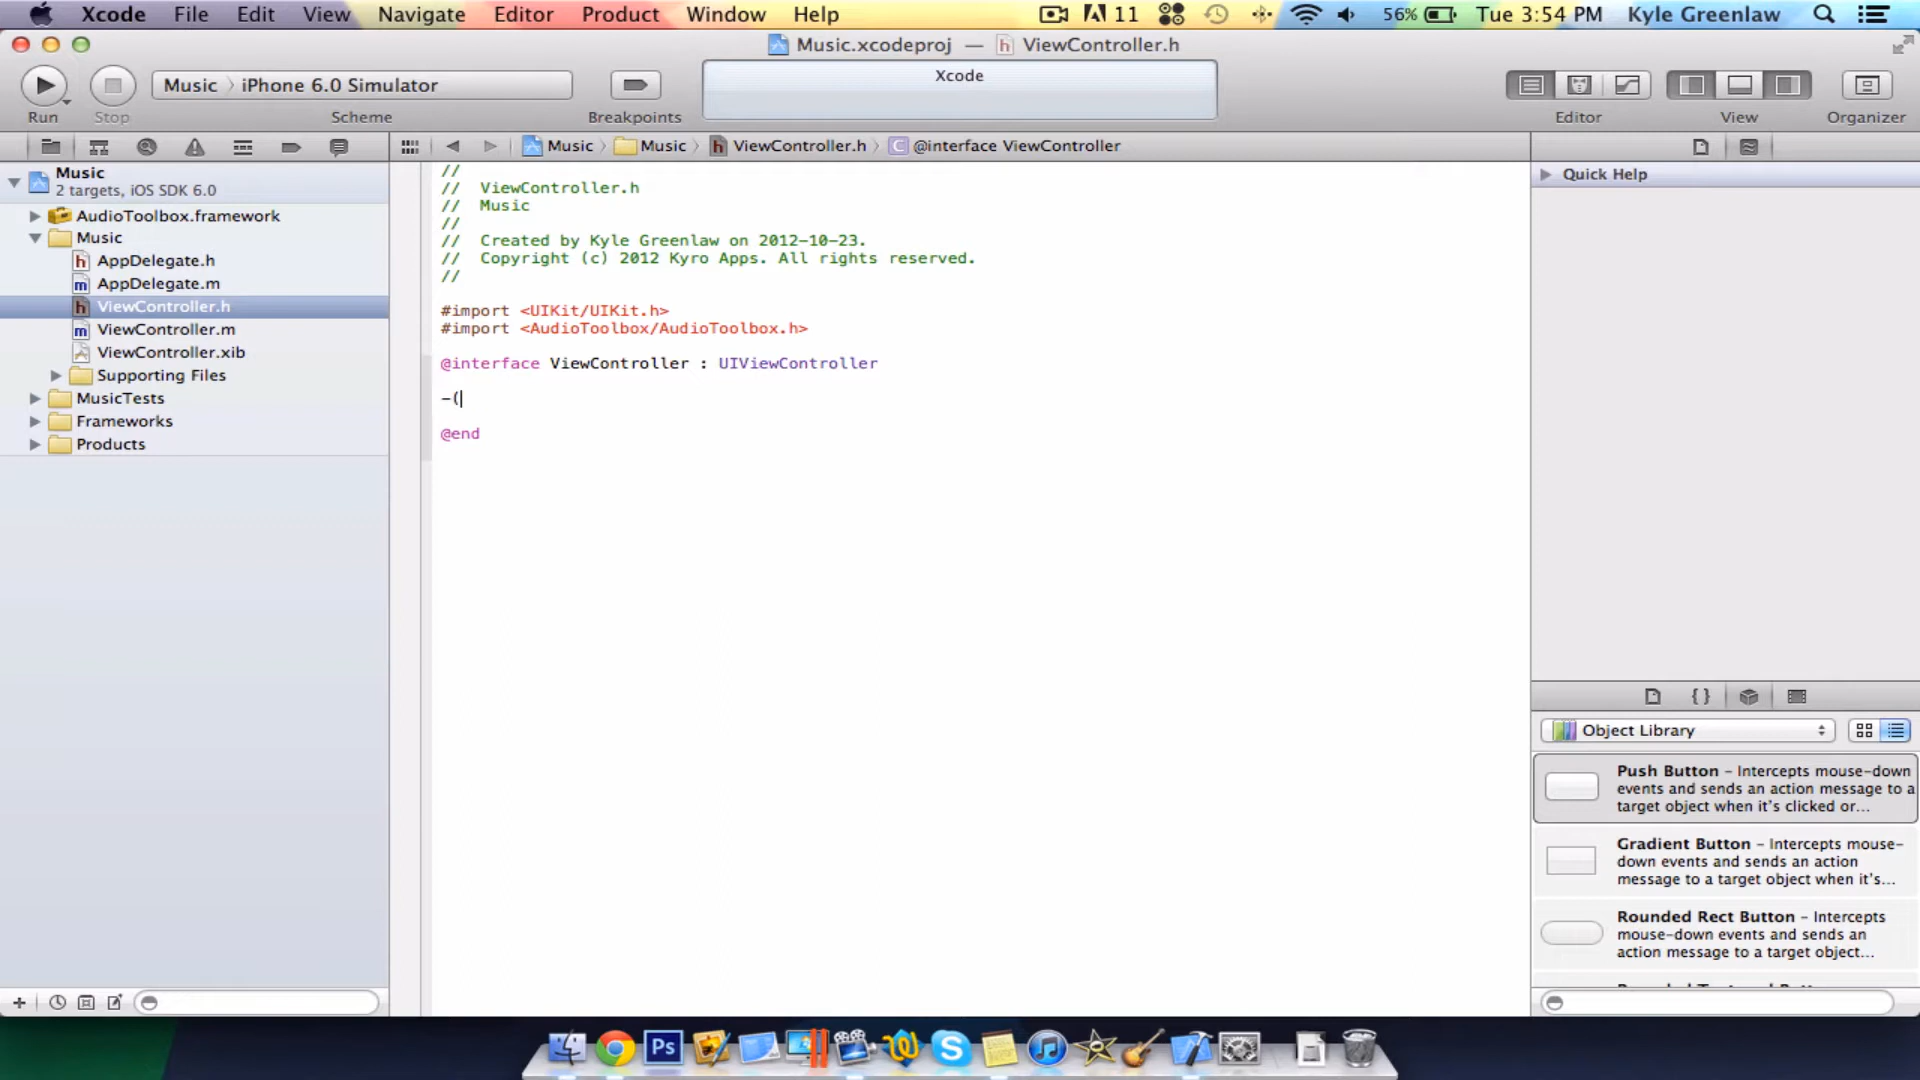 Xcode File Edit View Navigate Editor Product Window Help 11 56% Tue 3:54 PM Kyle Greenlaw
Music.xcodeproj — h ViewController.h
Music › iPhone 6.0 Simulator
Xcode
Run Stop Scheme Breakpoints Editor View Organizer
Music › Music › h ViewController.h › C @interface ViewController
Music
2 targets, iOS SDK 6.0
AudioToolbox.framework
Music
h AppDelegate.h
m AppDelegate.m
h ViewController.h
m ViewController.m
ViewController.xib
Supporting Files
MusicTests
Frameworks
Products
//
// ViewController.h
// Music
//
// Created by Kyle Greenlaw on 2012-10-23.
// Copyright (c) 2012 Kyro Apps. All rights reserved.
//
#import <UIKit/UIKit.h>
#import <AudioToolbox/AudioToolbox.h>
@interface ViewController : UIViewController
-(
@end
Quick Help
{ }
Object Library
Push Button - Intercepts mouse-down
events and sends an action message to a
target object when it's clicked or...
Gradient Button - Intercepts mouse-
down events and sends an action
message to a target object when it's...
Rounded Rect Button - Intercepts
mouse-down events and sends an
action message to a target object...
Ps
S